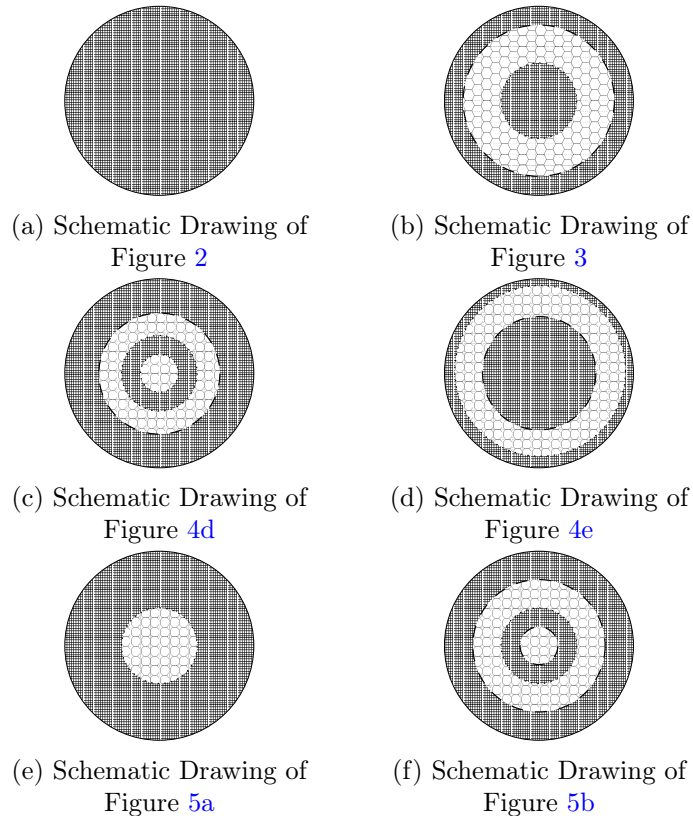 (a) Schematic Drawing of
Figure 2
(b) Schematic Drawing of
Figure 3
(c) Schematic Drawing of
Figure 4d
(d) Schematic Drawing of
Figure 4e
(e) Schematic Drawing of
Figure 5a
(f) Schematic Drawing of
Figure 5b